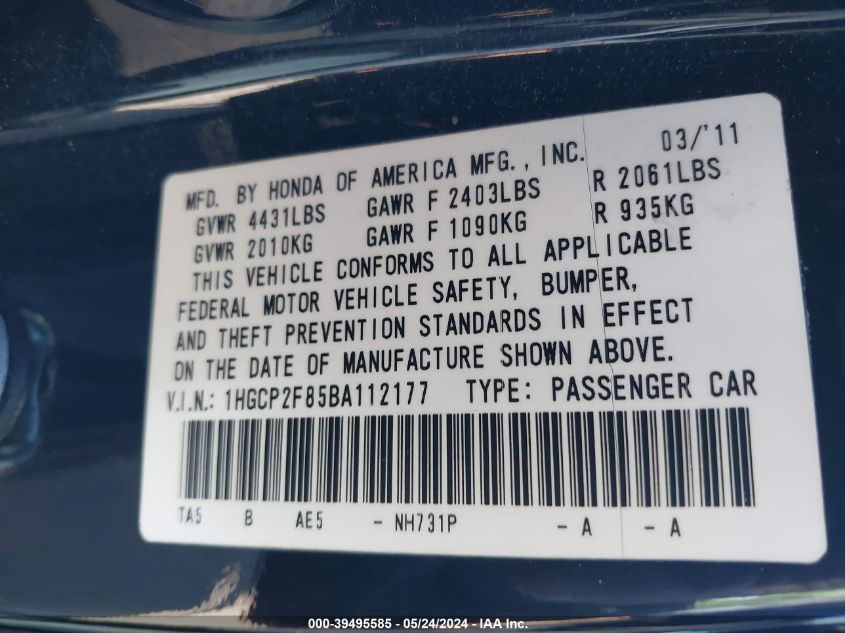 MFD. BY HONDA OF AMERICA MFG., INC. 03/'11
GVWR 4431LBS GAWR F 2403LBS R 2061LBS
GVWR 2010KG GAWR F 1090KG R 935KG
THIS VEHICLE CONFORMS TO ALL APPLICABLE
FEDERAL MOTOR VEHICLE SAFETY, BUMPER,
AND THEFT PREVENTION STANDARDS IN EFFECT
ON THE DATE OF MANUFACTURE SHOWN ABOVE.
V.I.N.: 1HGCP2F85BA112177 TYPE: PASSENGER CAR
TA5 B AE5 - NH731P - A - A
000-39495585 - 05/24/2024 - IAA Inc.